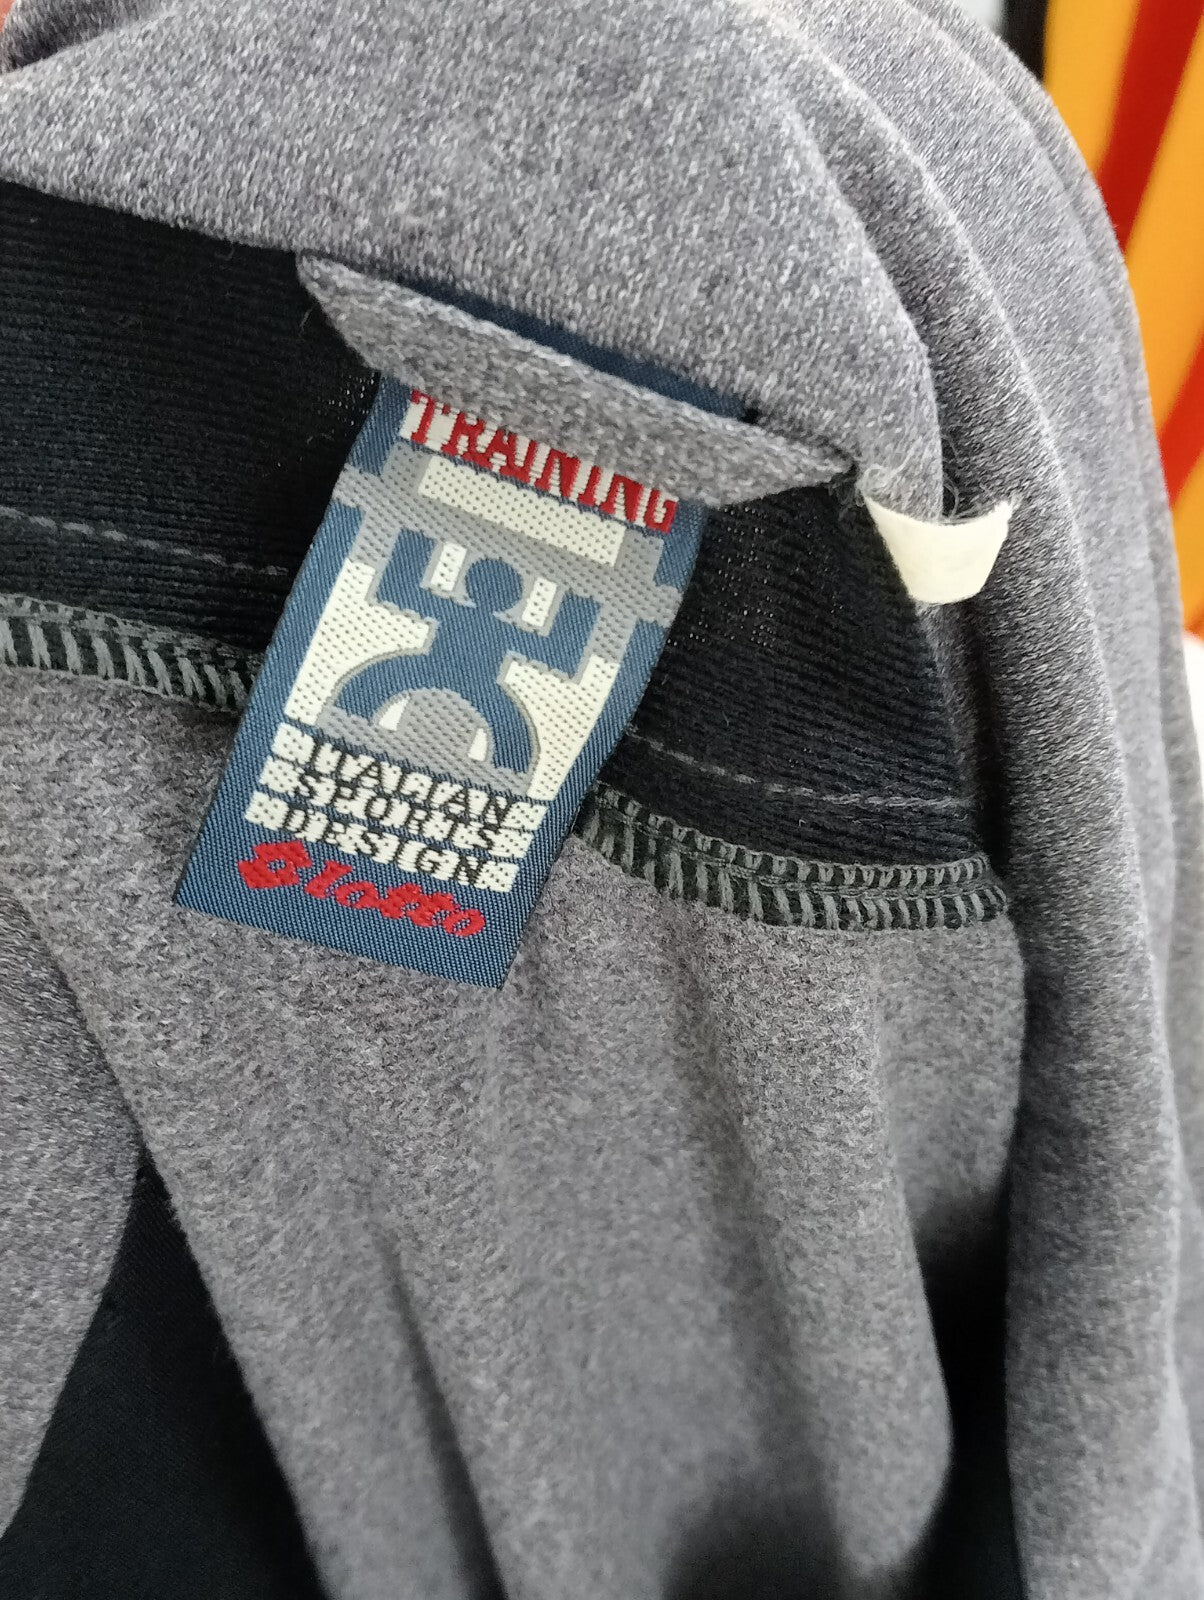 TRAINING
ITALIAN
SPORTS
DESIGN
lotto